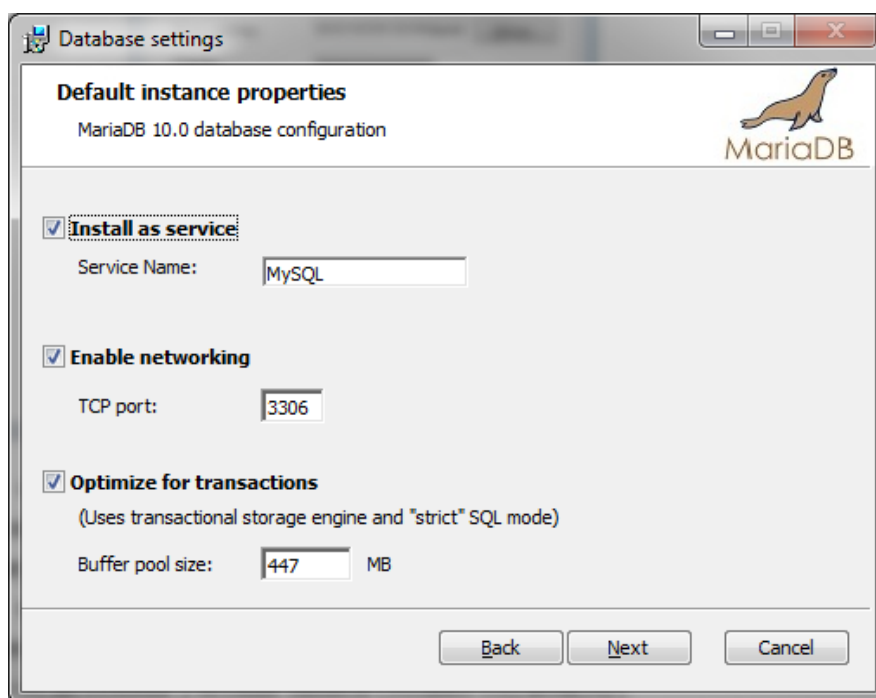 Database settings
Default instance properties
MariaDB 10.0 database configuration
MariaDB
Install as service
Service Name: MySQL
Enable networking
TCP port: 3306
Optimize for transactions
(Uses transactional storage engine and "strict" SQL mode)
Buffer pool size: 447 MB
Back Next Cancel